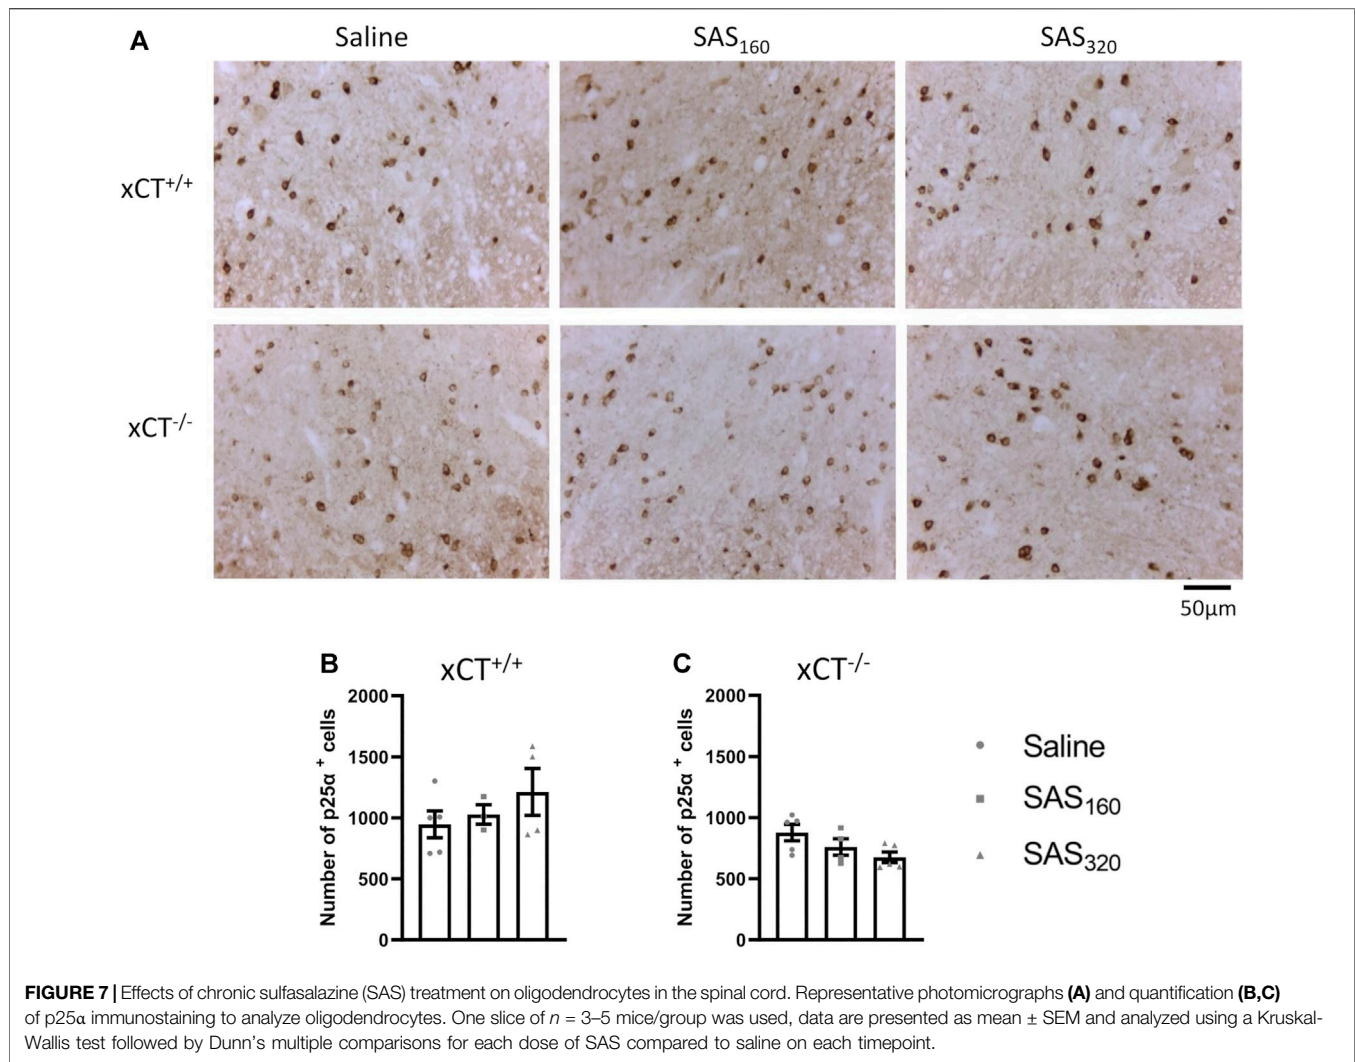 A
Saline SAS₁₆₀ SAS₃₂₀
xCT⁺/⁺
xCT⁻/⁻
50µm
B
xCT⁺/⁺
Number of p25α ⁺ cells
2000
1500
1000
500
0
C
xCT⁻/⁻
Number of p25α ⁺ cells
2000
1500
1000
500
0
Saline
SAS₁₆₀
SAS₃₂₀
FIGURE 7 | Effects of chronic sulfasalazine (SAS) treatment on oligodendrocytes in the spinal cord. Representative photomicrographs (A) and quantification (B,C)
of p25α immunostaining to analyze oligodendrocytes. One slice of n = 3–5 mice/group was used, data are presented as mean ± SEM and analyzed using a Kruskal-
Wallis test followed by Dunn's multiple comparisons for each dose of SAS compared to saline on each timepoint.